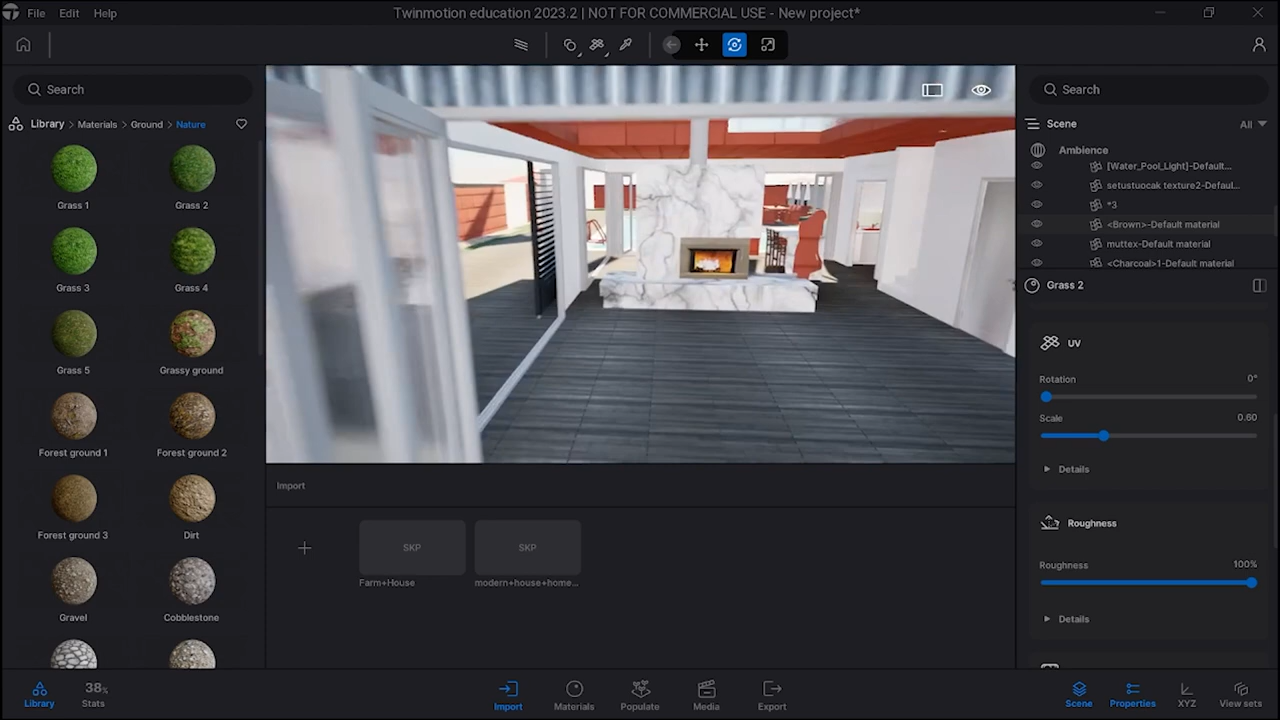 File Edit Help
Twinmotion education 2023.2 | NOT FOR COMMERCIAL USE - New project*
Search
Library > Materials > Ground > Nature
Grass 1
Grass 2
Grass 3
Grass 4
Grass 5
Grassy ground
Forest ground 1
Forest ground 2
Forest ground 3
Dirt
Gravel
Cobblestone
Import
SKP
SKP
Farm+House
modern+house+home...
Search
Scene
All
Ambience
[Water_Pool_Light]-Default...
setustuocak texture2-Defaul...
*3
<Brown>-Default material
muttex-Default material
<Charcoal>1-Default material
Grass 2
UV
Rotation
0°
Scale
0.60
Details
Roughness
Roughness
100%
Details
Library
38%
Stats
Import
Materials
Populate
Media
Export
Scene
Properties
XYZ
View sets